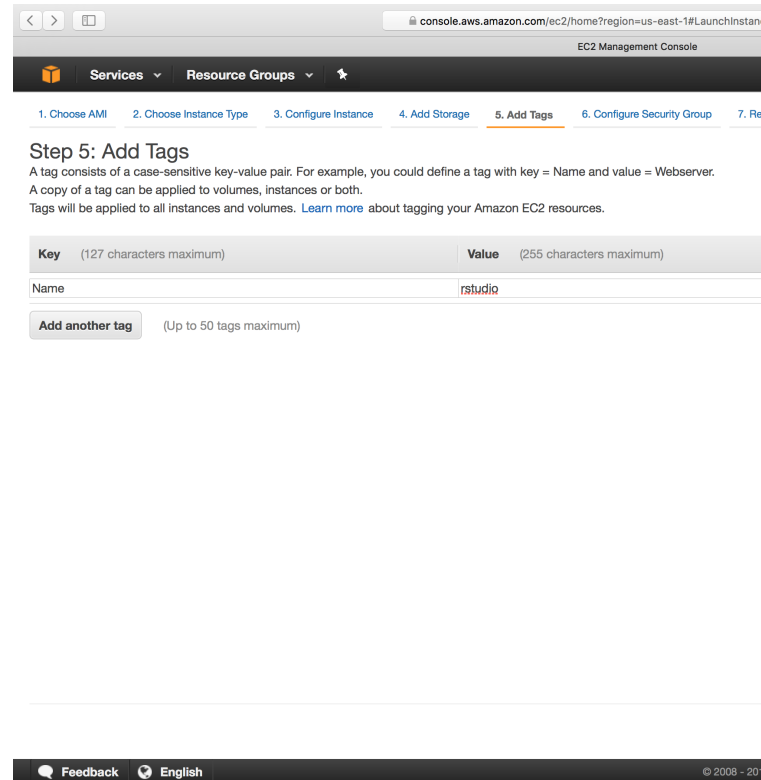 console.aws.amazon.com/ec2/home?region=us-east-1#LaunchInstan
EC2 Management Console
Services Resource Groups
1. Choose AMI 2. Choose Instance Type 3. Configure Instance 4. Add Storage 5. Add Tags 6. Configure Security Group 7. Re
Step 5: Add Tags
A tag consists of a case-sensitive key-value pair. For example, you could define a tag with key = Name and value = Webserver.
A copy of a tag can be applied to volumes, instances or both.
Tags will be applied to all instances and volumes. Learn more about tagging your Amazon EC2 resources.
Key (127 characters maximum) Value (255 characters maximum)
Name rstudio
Add another tag (Up to 50 tags maximum)
Feedback English © 2008 - 201